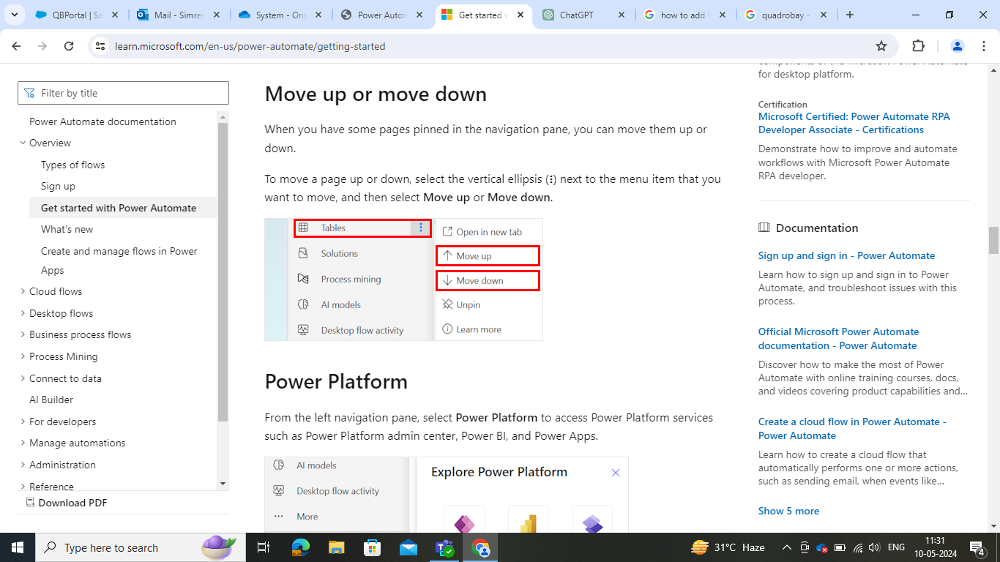 QBPortal | Sa
Mail - Simre
System - One
Power Autom
Get started w
ChatGPT
how to add l
quadrobay -
learn.microsoft.com/en-us/power-automate/getting-started
Filter by title
Power Automate documentation
Overview
Types of flows
Sign up
Get started with Power Automate
What's new
Create and manage flows in Power
Apps
Cloud flows
Desktop flows
Business process flows
Process Mining
Connect to data
AI Builder
For developers
Manage automations
Administration
Reference
Download PDF
Move up or move down
When you have some pages pinned in the navigation pane, you can move them up or
down.
To move a page up or down, select the vertical ellipsis (⋮) next to the menu item that you
want to move, and then select Move up or Move down.
Tables
Solutions
Process mining
AI models
Desktop flow activity
Open in new tab
Move up
Move down
Unpin
Learn more
Power Platform
From the left navigation pane, select Power Platform to access Power Platform services
such as Power Platform admin center, Power BI, and Power Apps.
AI models
Desktop flow activity
More
Explore Power Platform
components of the Microsoft Power Automate
for desktop platform.
Certification
Microsoft Certified: Power Automate RPA
Developer Associate - Certifications
Demonstrate how to improve and automate
workflows with Microsoft Power Automate
RPA developer.
Documentation
Sign up and sign in - Power Automate
Learn how to sign up and sign in to Power
Automate, and troubleshoot issues with this
process.
Official Microsoft Power Automate
documentation - Power Automate
Discover how to make the most of Power
Automate with online training courses, docs,
and videos covering product capabilities and...
Create a cloud flow in Power Automate -
Power Automate
Learn how to create a cloud flow that
automatically performs one or more actions,
such as sending email, when events like...
Show 5 more
Type here to search
31°C Haze
ENG
11:31
10-05-2024
4